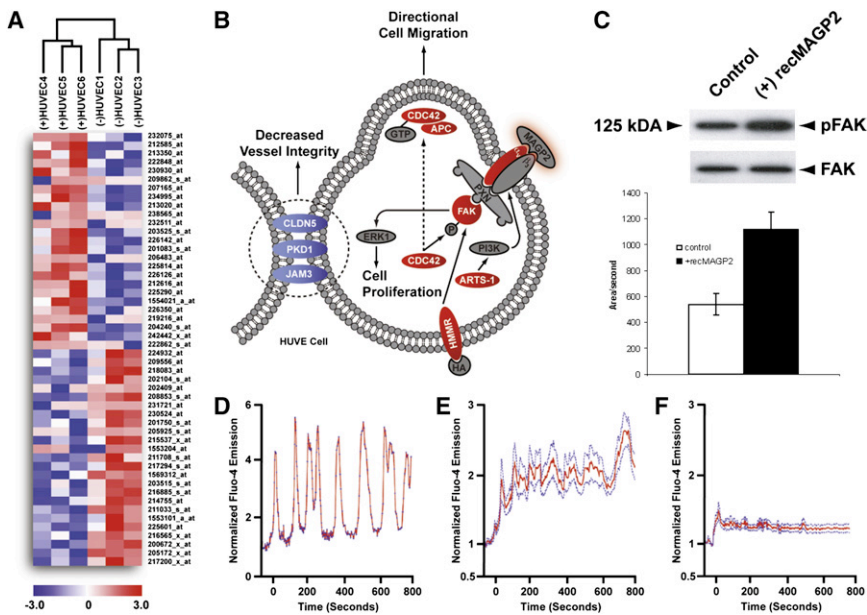 A
(+)HUVEC4
(+)HUVEC5
(+)HUVEC6
(-)HUVEC1
(-)HUVEC2
(-)HUVEC3
232075_at
212585_at
213350_at
222848_at
230930_at
209862_s_at
207165_at
234995_at
213020_at
238565_at
232511_at
203525_s_at
226142_at
201083_s_at
206483_at
225814_at
226126_at
212616_at
225290_at
1554021_a_at
226350_at
219216_at
204240_s_at
242442_x_at
222862_s_at
224932_at
209556_at
218083_at
202104_s_at
202409_at
208853_s_at
231721_at
230524_at
201750_s_at
205925_s_at
215537_x_at
1553204_at
211708_s_at
217294_s_at
1569312_at
203515_s_at
216885_s_at
214755_at
211033_s_at
1553101_a_at
225601_at
216565_x_at
200672_x_at
205172_x_at
217200_x_at
-3.0
0
3.0
B
Directional
Cell Migration
Decreased
Vessel Integrity
CDC42
GTP
APC
MAGP2
PXN
CLDN5
PKD1
JAM3
FAK
P
ERK1
PI3K
CDC42
ARTS-1
Cell
Proliferation
HMMR
HA
HUVE Cell
C
Control
(+) recMAGP2
125 kDA
pFAK
FAK
1400
1200
1000
800
600
400
200
0
Area/second
control
+recMAGP2
D
Normalized Fluo-4 Emission
6
4
2
0
0 200 400 600 800
Time (Seconds)
E
Normalized Fluo-4 Emission
3
2
1
0.5
0 200 400 600 800
Time (Seconds)
F
Normalized Fluo-4 Emission
3
2
1
0.5
0 200 400 600 800
Time (Seconds)